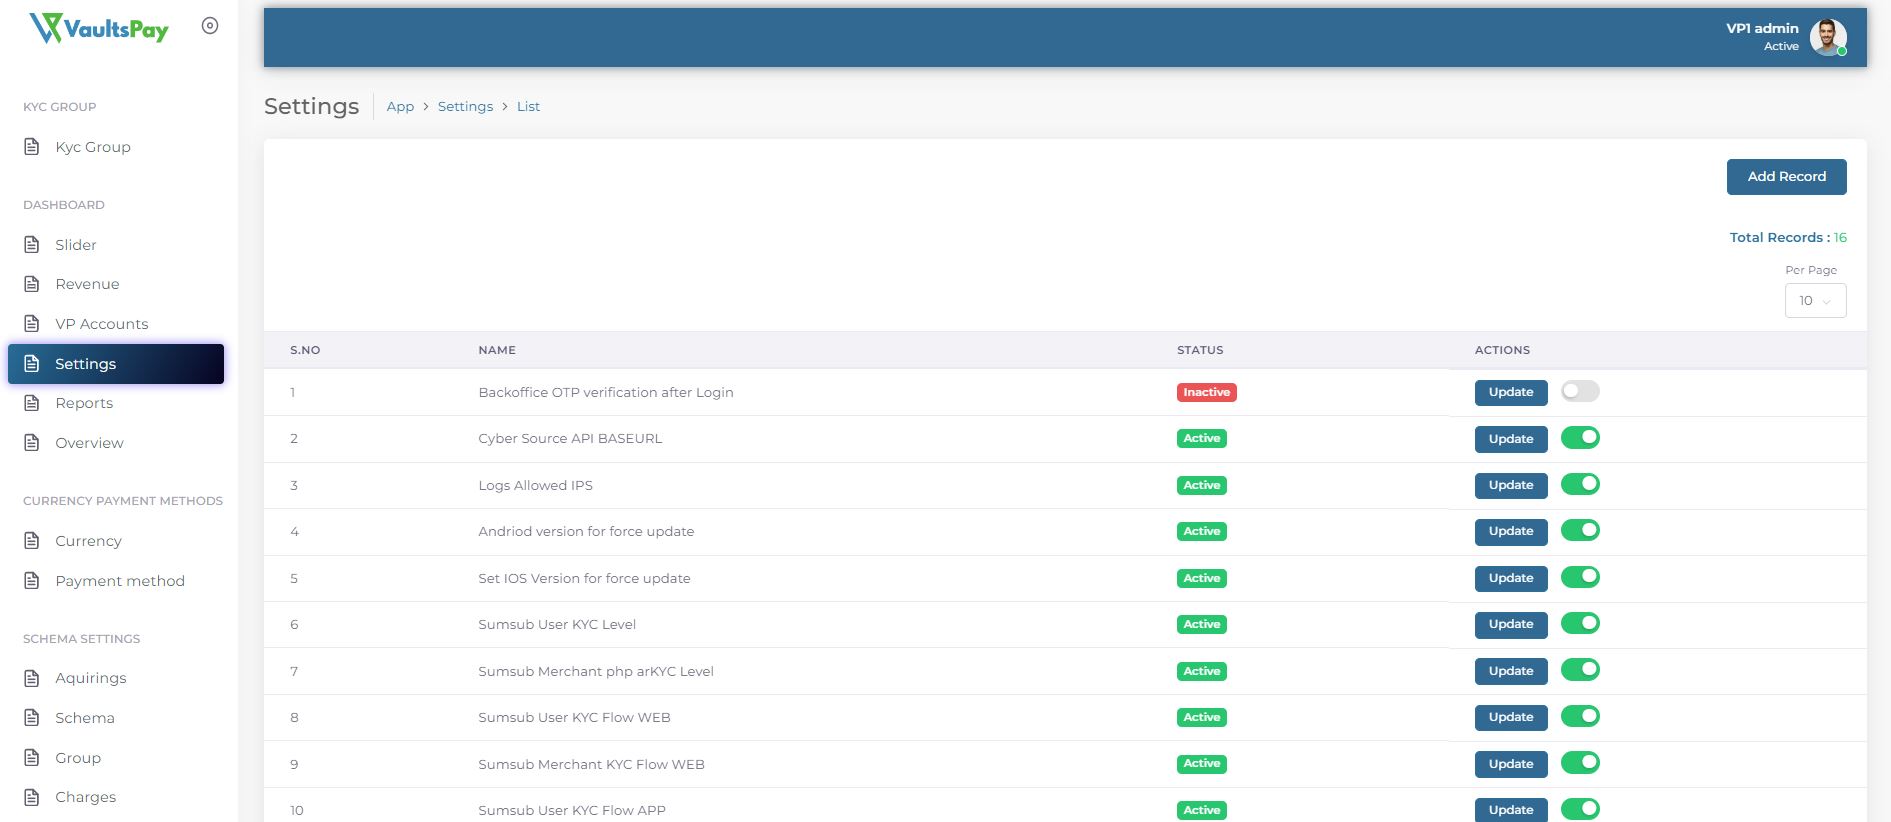 VaultsPay
VP1 admin
Active
KYC GROUP
Kyc Group
DASHBOARD
Slider
Revenue
VP Accounts
Settings
Reports
Overview
CURRENCY PAYMENT METHODS
Currency
Payment method
SCHEMA SETTINGS
Aquirings
Schema
Group
Charges
Settings App > Settings > List
Add Record
Total Records : 16
Per Page
10
S.NO NAME STATUS ACTIONS
1 Backoffice OTP verification after Login Inactive Update
2 Cyber Source API BASEURL Active Update
3 Logs Allowed IPS Active Update
4 Andriod version for force update Active Update
5 Set IOS Version for force update Active Update
6 Sumsub User KYC Level Active Update
7 Sumsub Merchant php arKYC Level Active Update
8 Sumsub User KYC Flow WEB Active Update
9 Sumsub Merchant KYC Flow WEB Active Update
10 Sumsub User KYC Flow APP Active Update